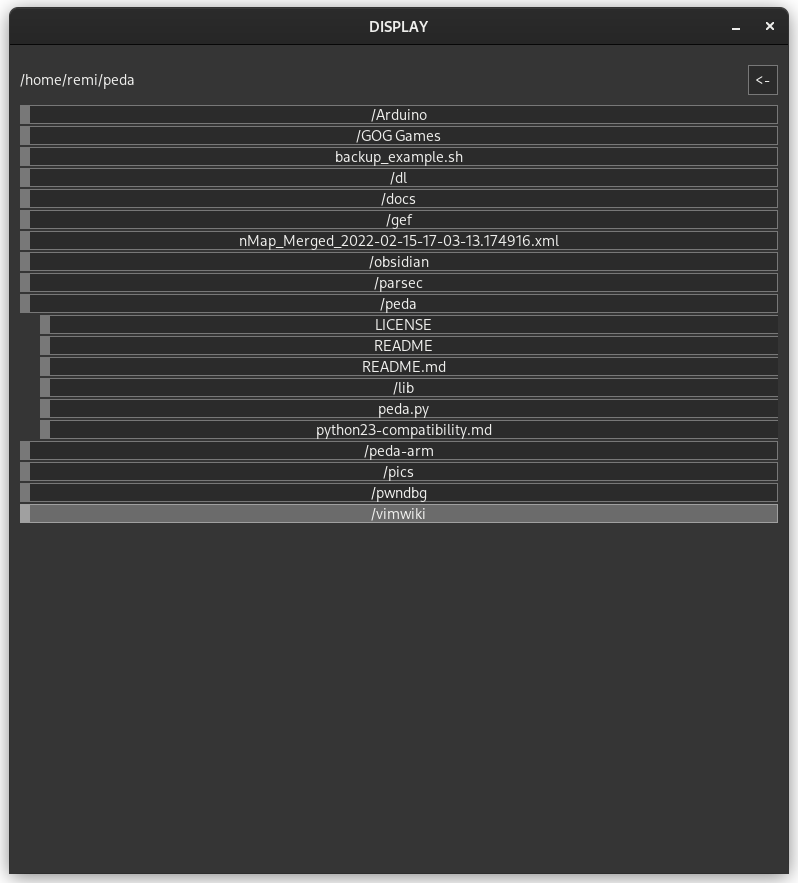 DISPLAY
/home/remi/peda <-
/Arduino
/GOG Games
backup_example.sh
/dl
/docs
/gef
nMap_Merged_2022-02-15-17-03-13.174916.xml
/obsidian
/parsec
/peda
LICENSE
README
README.md
/lib
peda.py
python23-compatibility.md
/peda-arm
/pics
/pwndbg
/vimwiki